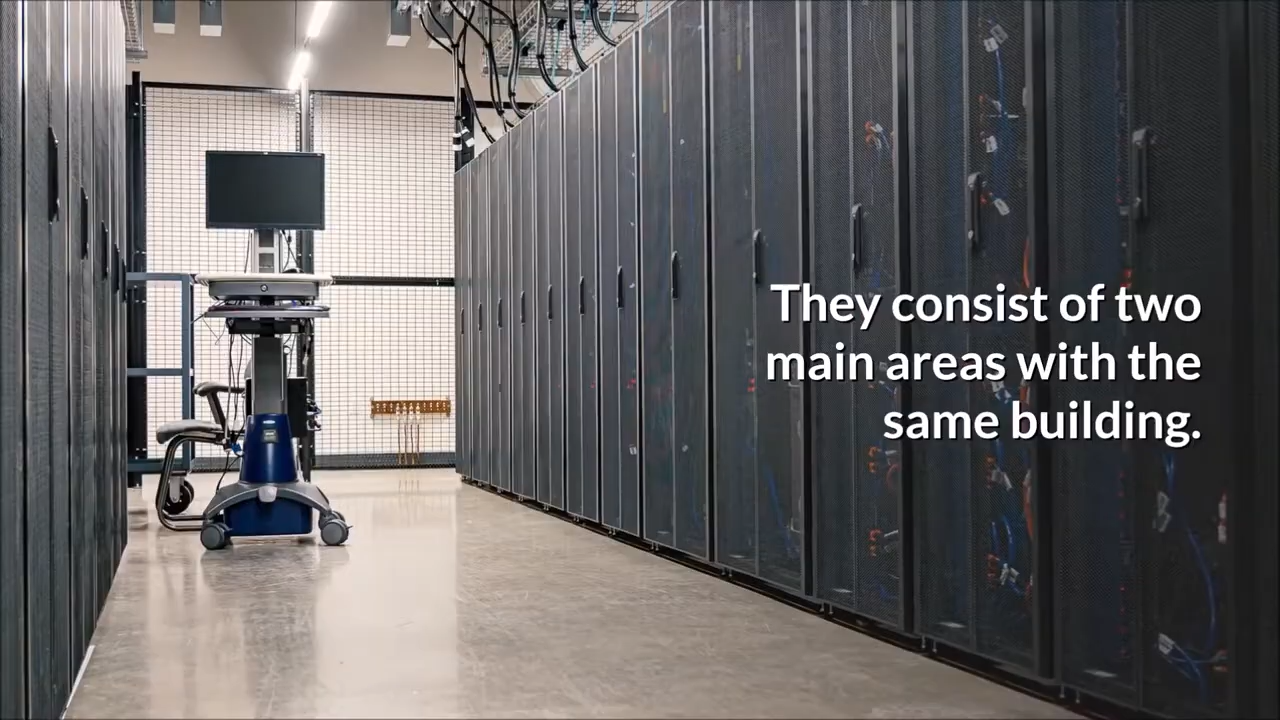 They consist of two
main areas with the
same building.